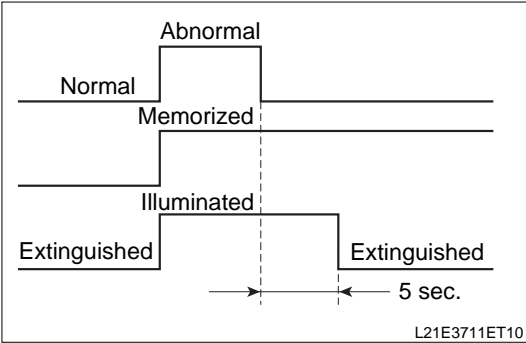 Abnormal
Normal
Memorized
Illuminated
Extinguished
Extinguished
5 sec.
L21E3711ET10